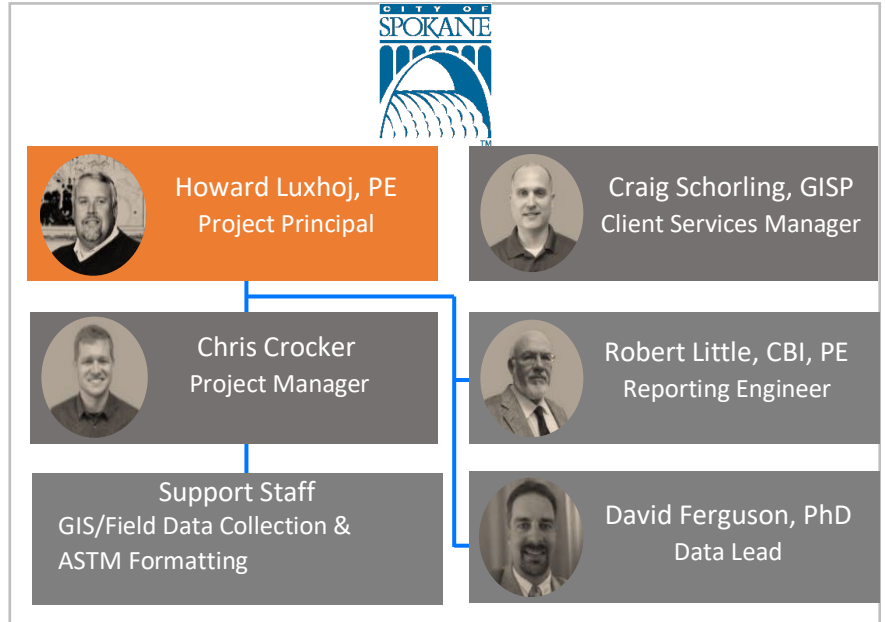 CITY OF
SPOKANE
TM
Howard Luxhoj, PE
Project Principal
Craig Schorling, GISP
Client Services Manager
Chris Crocker
Project Manager
Robert Little, CBI, PE
Reporting Engineer
Support Staff
GIS/Field Data Collection &
ASTM Formatting
David Ferguson, PhD
Data Lead